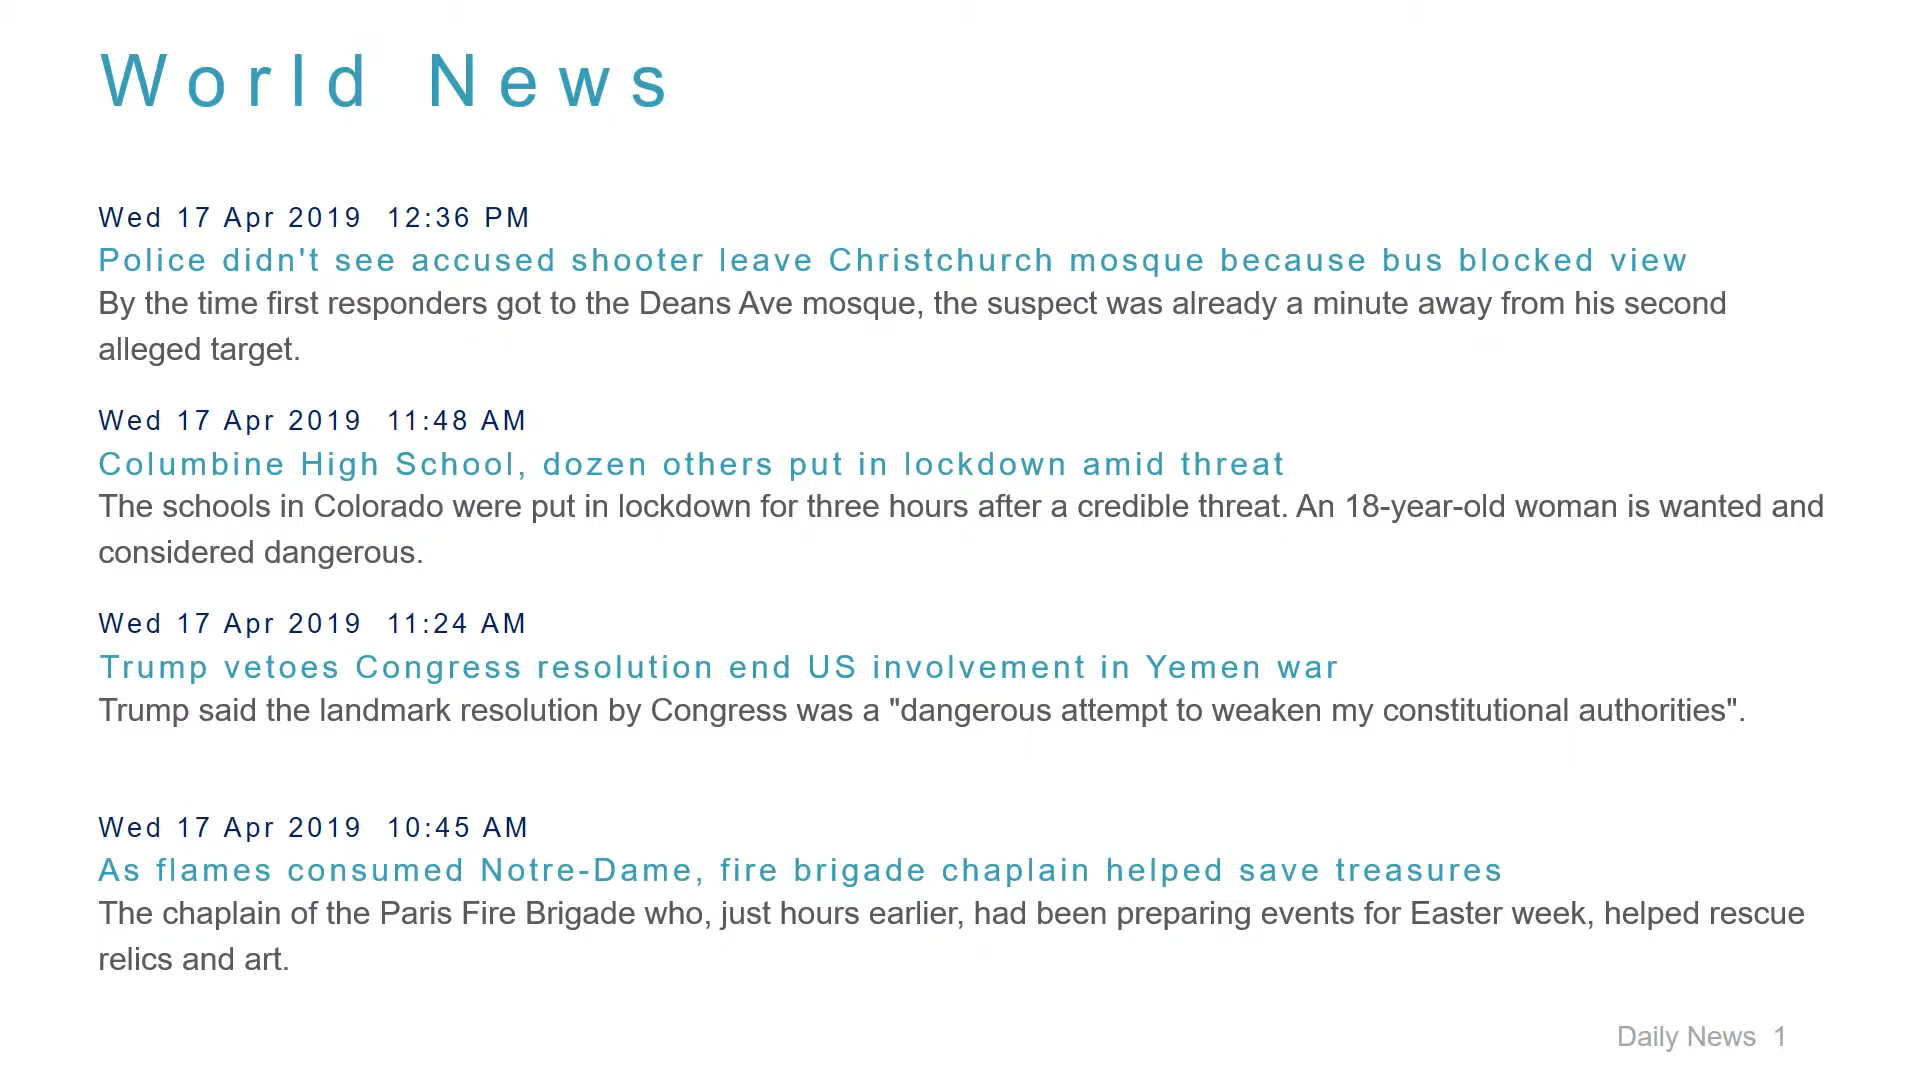 World News
Wed 17 Apr 2019 12:36 PM
Police didn't see accused shooter leave Christchurch mosque because bus blocked view
By the time first responders got to the Deans Ave mosque, the suspect was already a minute away from his second
alleged target.
Wed 17 Apr 2019 11:48 AM
Columbine High School, dozen others put in lockdown amid threat
The schools in Colorado were put in lockdown for three hours after a credible threat. An 18-year-old woman is wanted and
considered dangerous.
Wed 17 Apr 2019 11:24 AM
Trump vetoes Congress resolution end US involvement in Yemen war
Trump said the landmark resolution by Congress was a "dangerous attempt to weaken my constitutional authorities".
Wed 17 Apr 2019 10:45 AM
As flames consumed Notre-Dame, fire brigade chaplain helped save treasures
The chaplain of the Paris Fire Brigade who, just hours earlier, had been preparing events for Easter week, helped rescue
relics and art.
Daily News 1